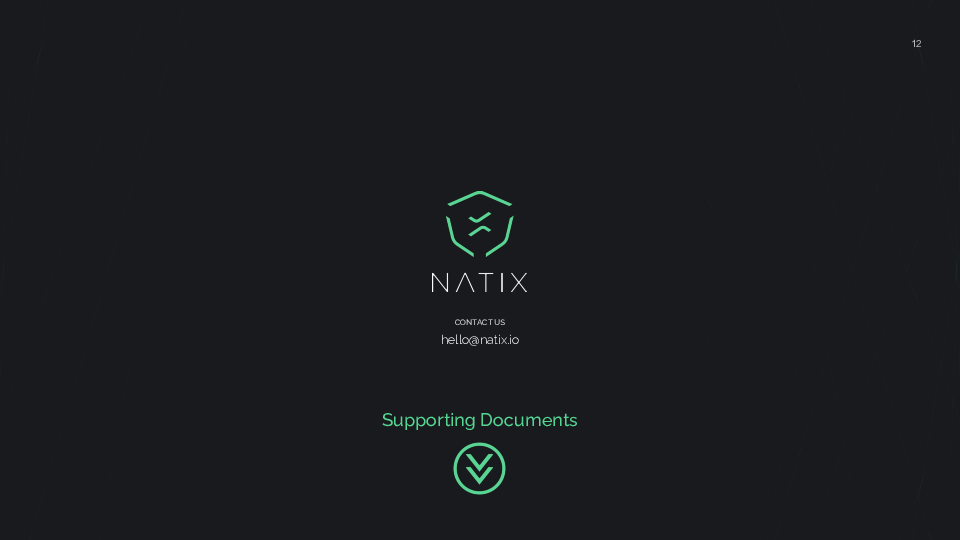 12
NATIX
CONTACT US
hello@natix.io
Supporting Documents